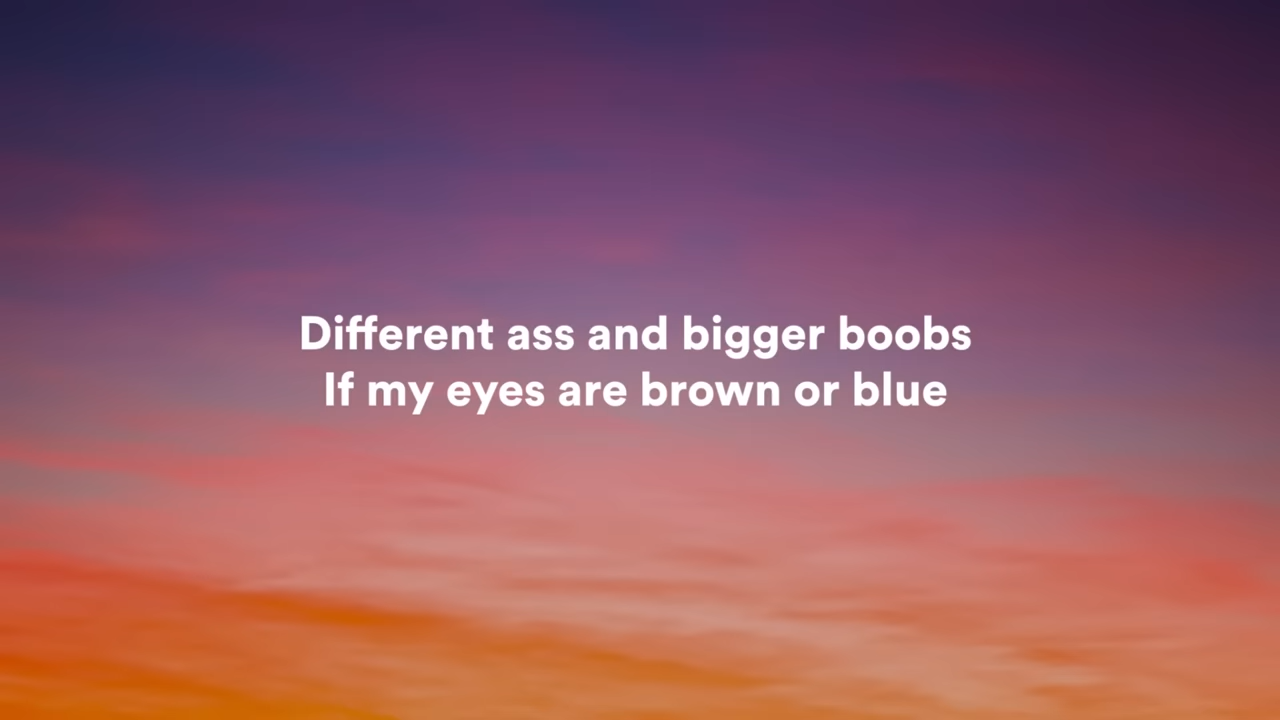 Different ass and bigger boobs
If my eyes are brown or blue